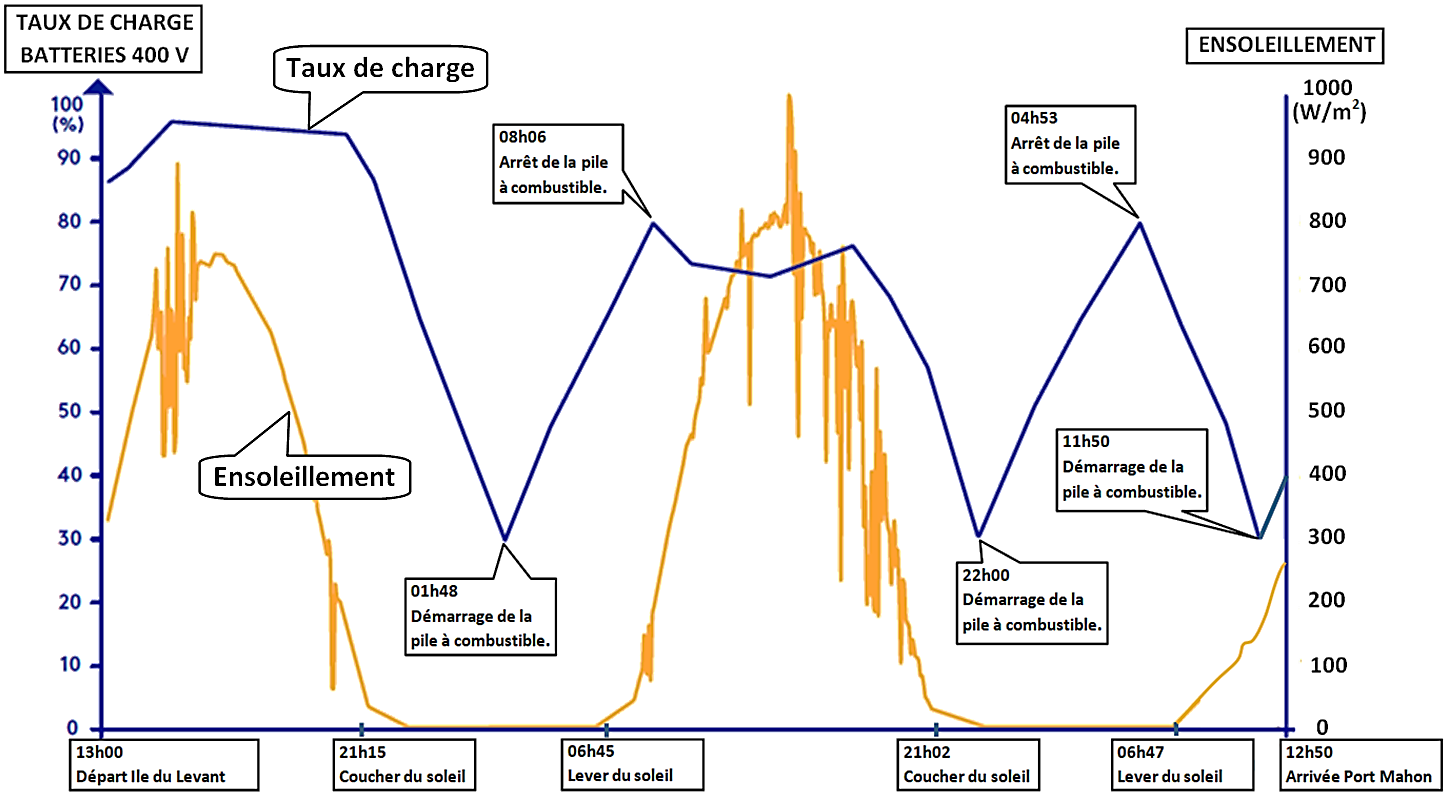 TAUX DE CHARGE
BATTERIES 400 V
ENSOLEILLEMENT
Taux de charge
100
(%)
90
80
70
60
50
40
30
20
10
0
1000
(W/m²)
900
800
700
600
500
400
300
200
100
0
08h06
Arrêt de la pile
à combustible.
04h53
Arrêt de la pile
à combustible.
Ensoleillement
11h50
Démarrage de la
pile à combustible.
01h48
Démarrage de la
pile à combustible.
22h00
Démarrage de la
pile à combustible.
13h00
Départ Ile du Levant
21h15
Coucher du soleil
06h45
Lever du soleil
21h02
Coucher du soleil
06h47
Lever du soleil
12h50
Arrivée Port Mahon